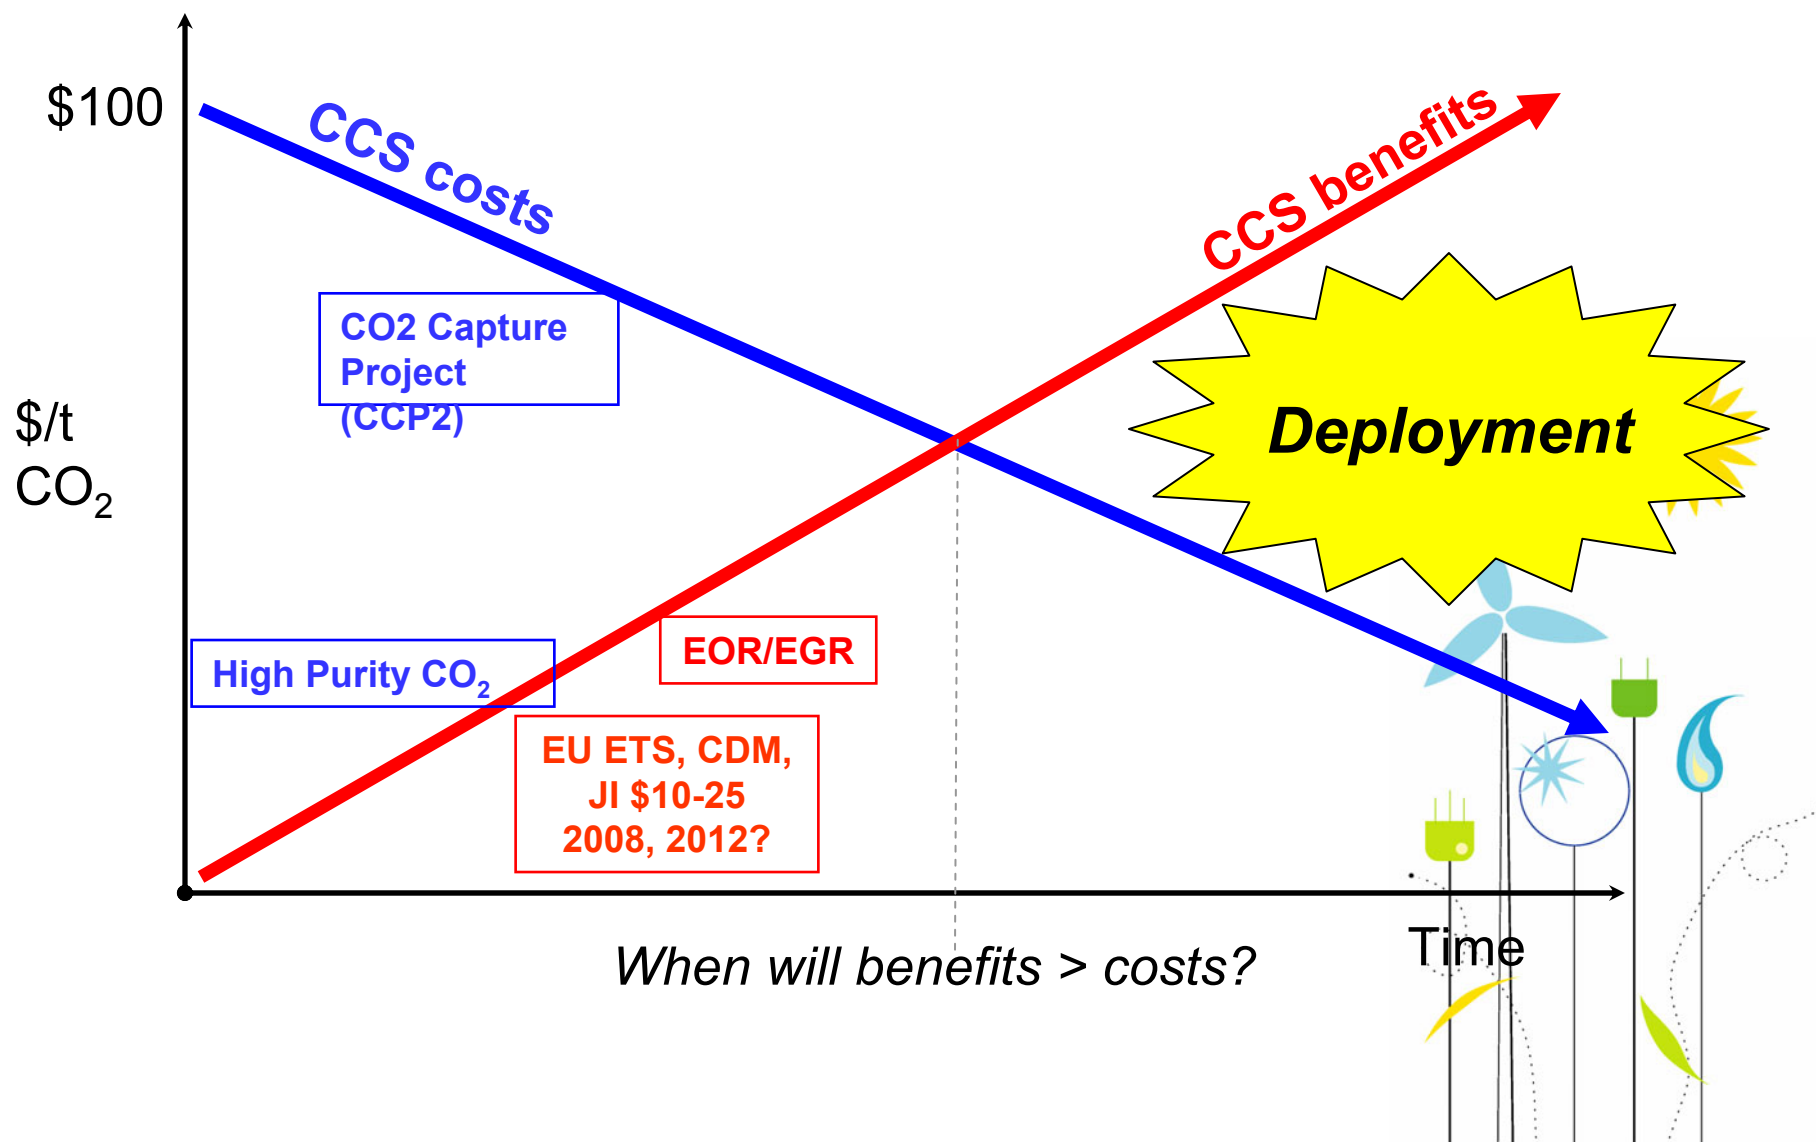 $100
CCS costs
CCS benefits
CO2 Capture
Project
(CCP2)
$/t
CO₂
Deployment
High Purity CO₂
EOR/EGR
EU ETS, CDM,
JI $10-25
2008, 2012?
Time
When will benefits > costs?